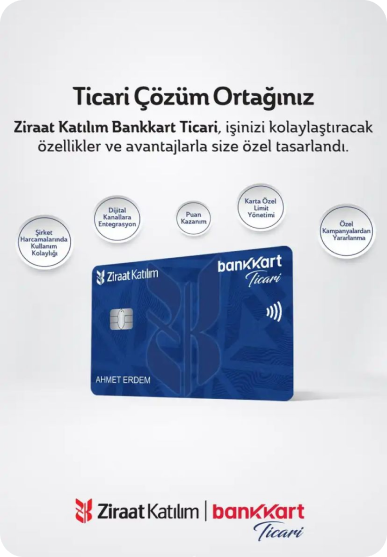 Ticari Çözüm Ortağınız
Ziraat Katılım Bankkart Ticari, işinizi kolaylaştıracak
özellikler ve avantajlarla size özel tasarlandı.
Şirket
Harcamalarında
Kullanım
Kolaylığı
Dijital
Kanallara
Entegrasyon
Puan
Kazanım
Karta Özel
Limit
Yönetimi
Özel
Kampanyalardan
Yararlanma
Ziraat Katılım
bankkart
Ticari
AHMET ERDEM
Ziraat Katılım | bankkart
Ticari